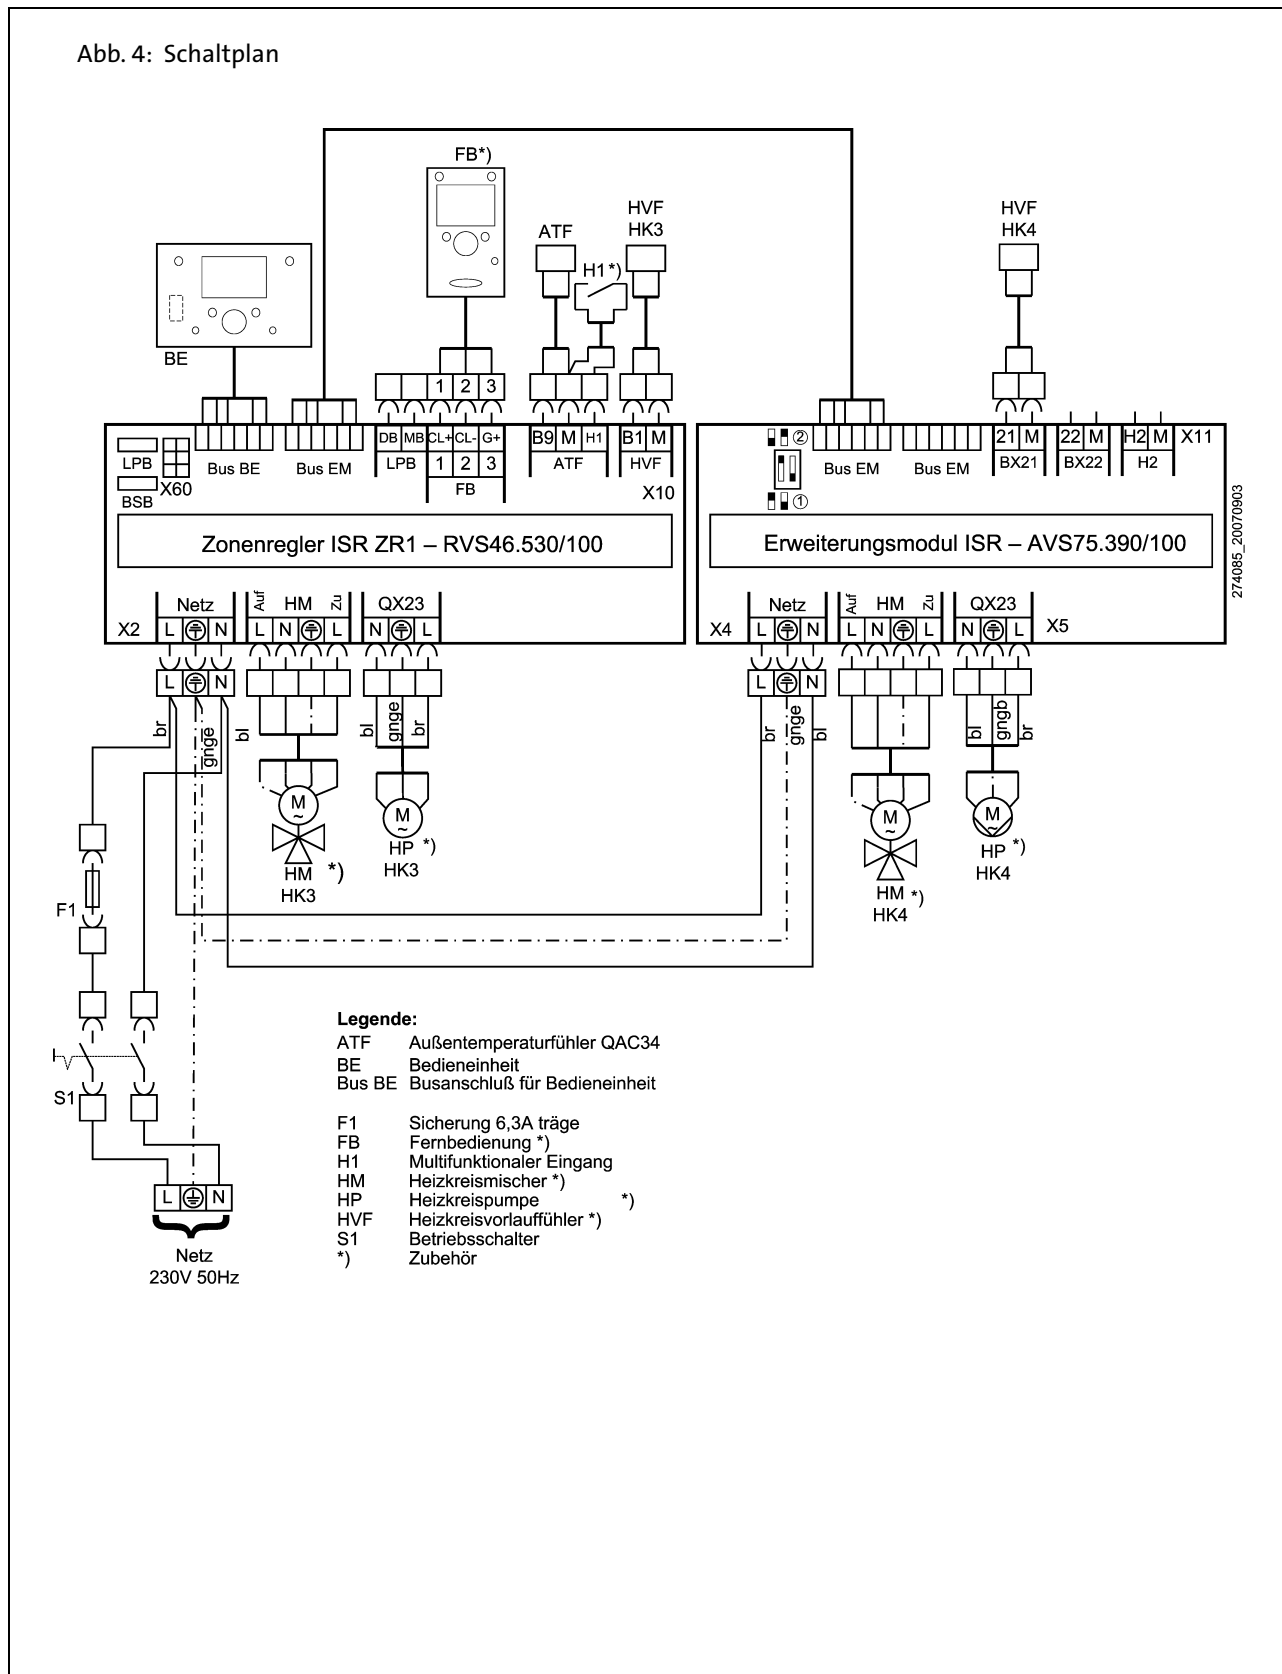 Abb. 4: Schaltplan
FB*)
HVF
HK3
ATF
H1*)
HVF
HK4
BE
1 2 3
DB MB CL+ CL- G+
B9 M H1
B1 M
21 M
22 M
H2 M
X11
②
LPB
X60
BSB
Bus BE
Bus EM
LPB
1 2 3
FB
ATF
HVF
X10
Bus EM
Bus EM
BX21
BX22
H2
①
Zonenregler ISR ZR1 – RVS46.530/100
Erweiterungsmodul ISR – AVS75.390/100
274085_20070903
Netz
Auf HM Zu
QX23
X2
L N
L N L
N L
Netz
Auf HM Zu
QX23
X4
L N
L N L
N L
X5
L N
L N
br gnge bl
bl gnge br
br gnge bl
bl gngb br
M
~
HM *)
HK3
M
~
HP *)
HK3
M
~
HM *)
HK4
M
~
HP *)
HK4
F1
S1
L N
Netz
230V 50Hz
Legende:
ATF Außentemperaturfühler QAC34
BE Bedieneinheit
Bus BE Busanschluß für Bedieneinheit
F1 Sicherung 6,3A träge
FB Fernbedienung *)
H1 Multifunktionaler Eingang
HM Heizkreismischer *)
HP Heizkreispumpe *)
HVF Heizkreisvorlauffühler *)
S1 Betriebsschalter
*) Zubehör